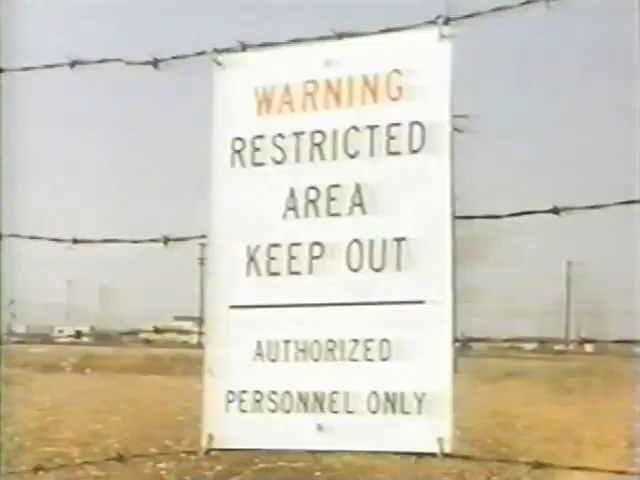 WARNING
RESTRICTED
AREA
KEEP OUT
AUTHORIZED
PERSONNEL ONLY